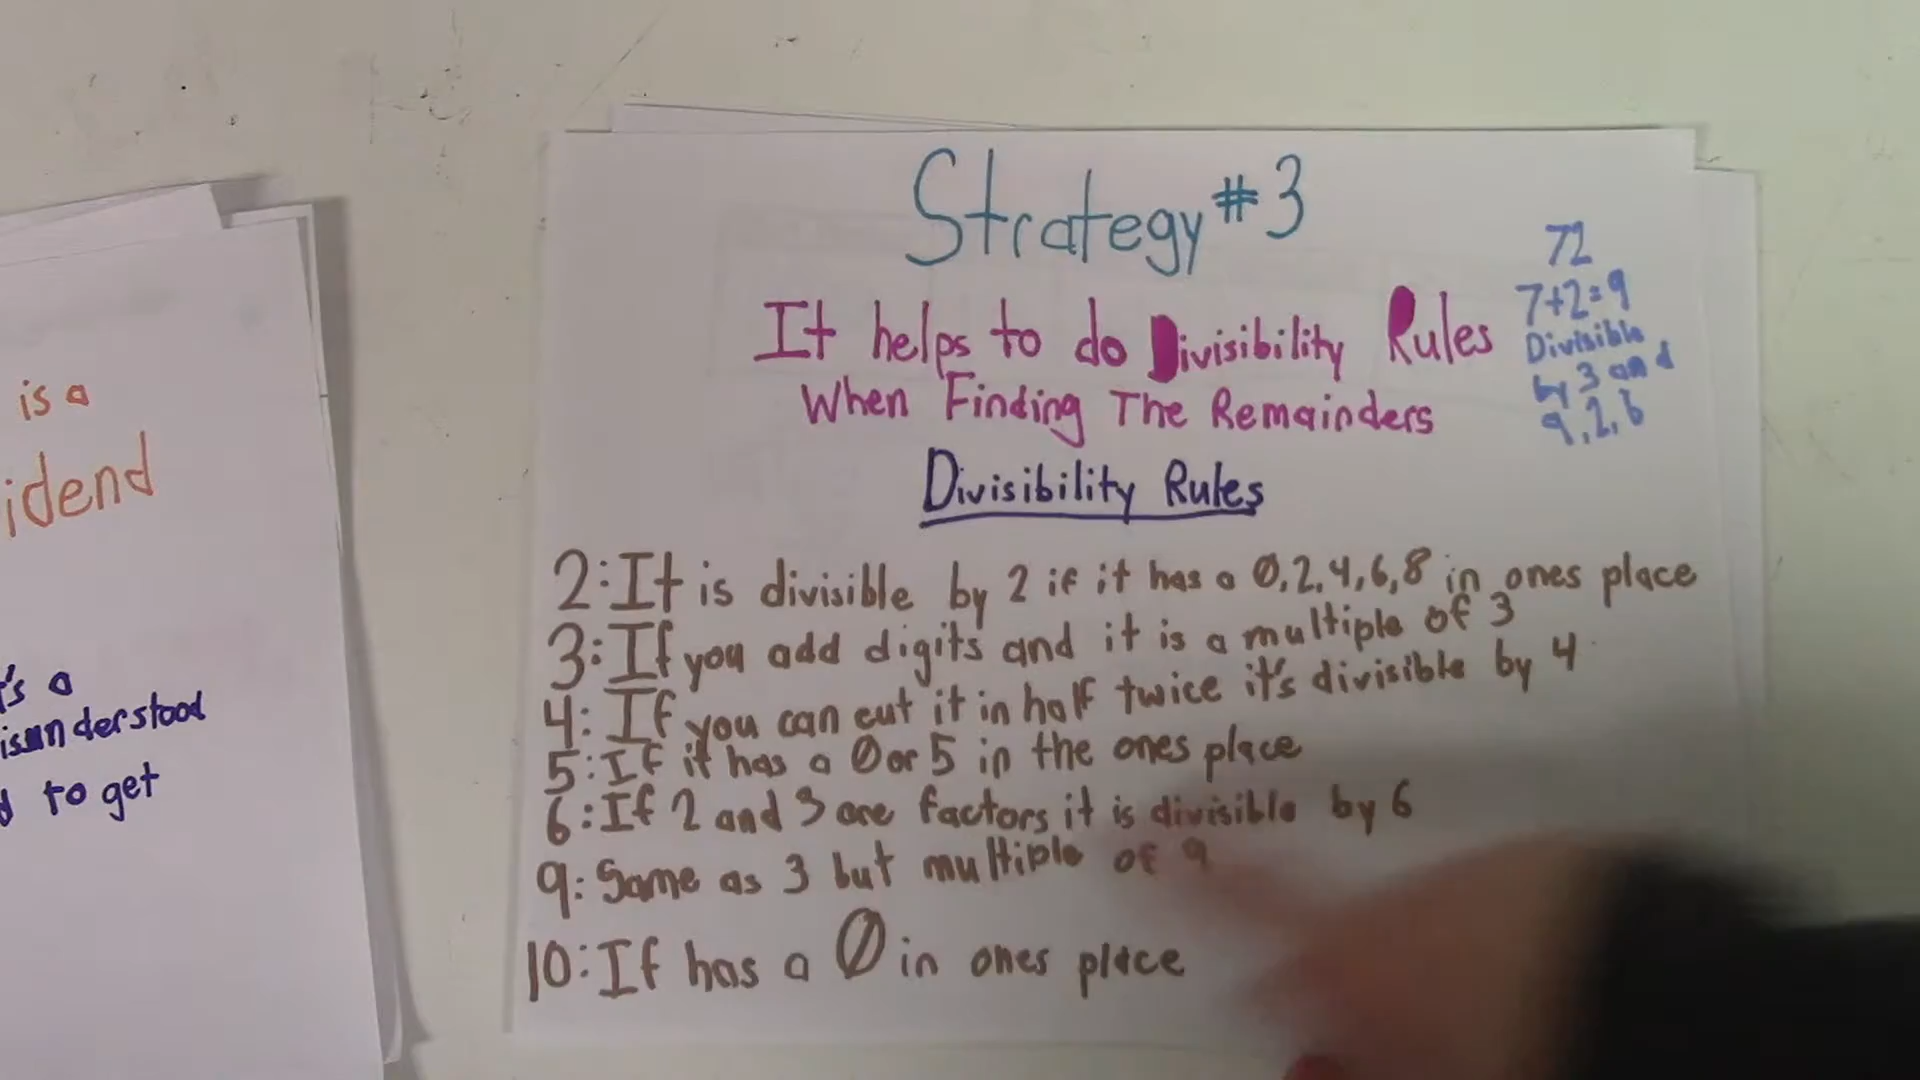 Strategy #3
It helps to do Divisibility Rules
When Finding The Remainders
72
7+2=9
Divisible
by 3 and
9,2,6
Divisibility Rules
2: It is divisible by 2 if it has a 0,2,4,6,8 in ones place
3: If you add digits and it is a multiple of 3
4: If you can cut it in half twice it's divisible by 4
5: If it has a 0 or 5 in the ones place
6: If 2 and 3 are factors it is divisible by 6
9: Same as 3 but multiple of 9
10: If has a 0 in ones place
is a
idend
's a
isunderstood
to get